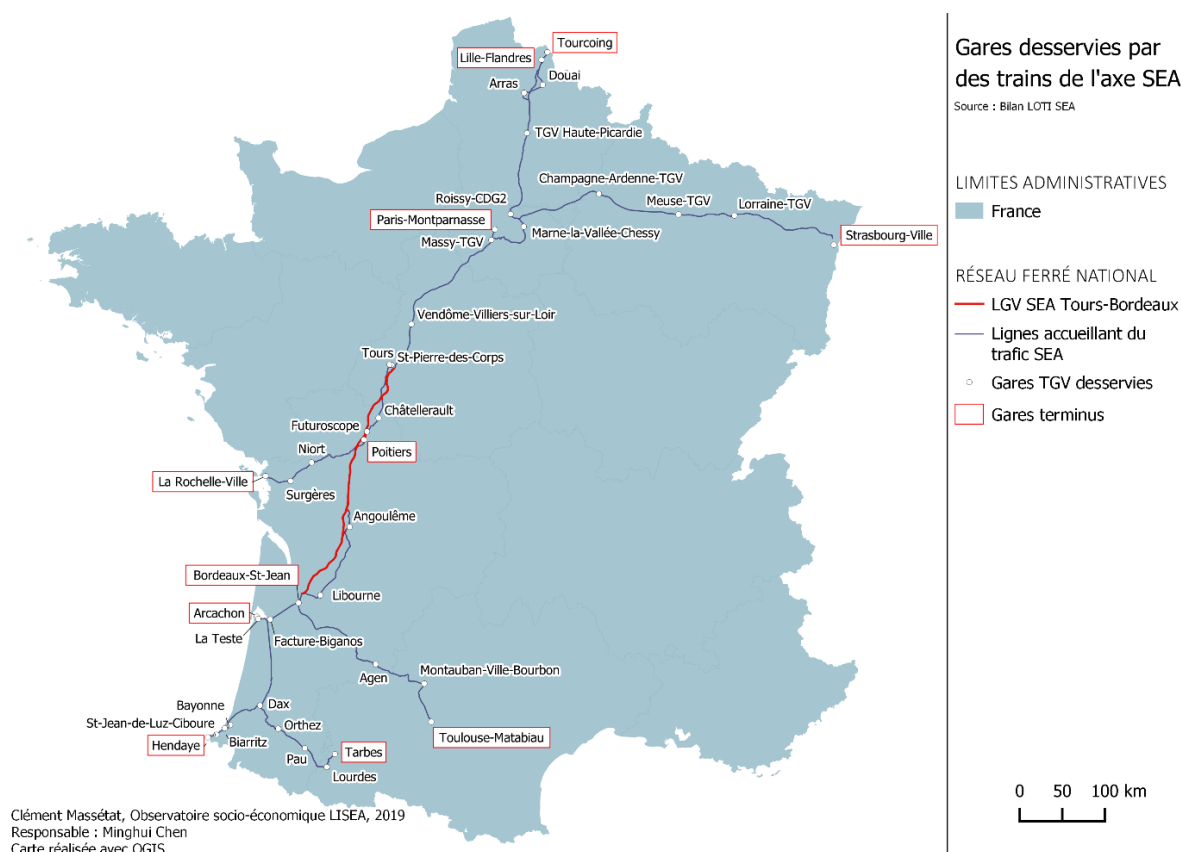 Gares desservies par
des trains de l'axe SEA
Source : Bilan LOTI SEA
LIMITES ADMINISTRATIVES
France
RÉSEAU FERRÉ NATIONAL
LGV SEA Tours-Bordeaux
Lignes accueillant du
trafic SEA
Gares TGV desservies
Gares terminus
0 50 100 km
Tourcoing
Lille-Flandres
Douai
Arras
TGV Haute-Picardie
Champagne-Ardenne-TGV
Roissy-CDG2
Meuse-TGV
Lorraine-TGV
Paris-Montparnasse
Massy-TGV
Marne-la-Vallée-Chessy
Strasbourg-Ville
Vendôme-Villiers-sur-Loir
Tours
St-Pierre-des-Corps
Châtellerault
Futuroscope
Niort
Poitiers
La Rochelle-Ville
Surgères
Angoulême
Bordeaux-St-Jean
Libourne
Arcachon
La Teste
Facture-Biganos
Agen
Montauban-Ville-Bourbon
Bayonne
Dax
St-Jean-de-Luz-Ciboure
Orthez
Toulouse-Matabiau
Hendaye
Biarritz
Pau
Tarbes
Lourdes
Clément Massétat, Observatoire socio-économique LISEA, 2019
Responsable : Minghui Chen
Carte réalisée avec QGIS